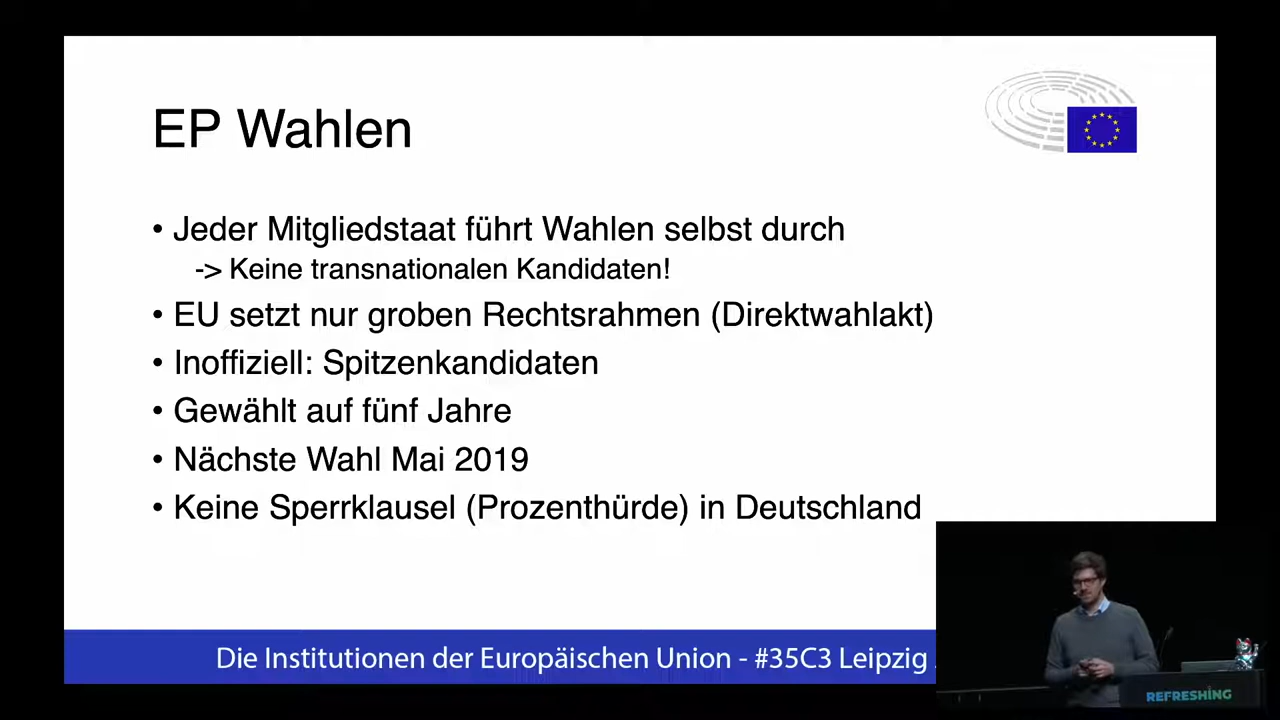 EP Wahlen
• Jeder Mitgliedstaat führt Wahlen selbst durch
-> Keine transnationalen Kandidaten!
• EU setzt nur groben Rechtsrahmen (Direktwahlakt)
• Inoffiziell: Spitzenkandidaten
• Gewählt auf fünf Jahre
• Nächste Wahl Mai 2019
• Keine Sperrklausel (Prozenthürde) in Deutschland
Die Institutionen der Europäischen Union - #35C3 Leipzig
REFRESHING